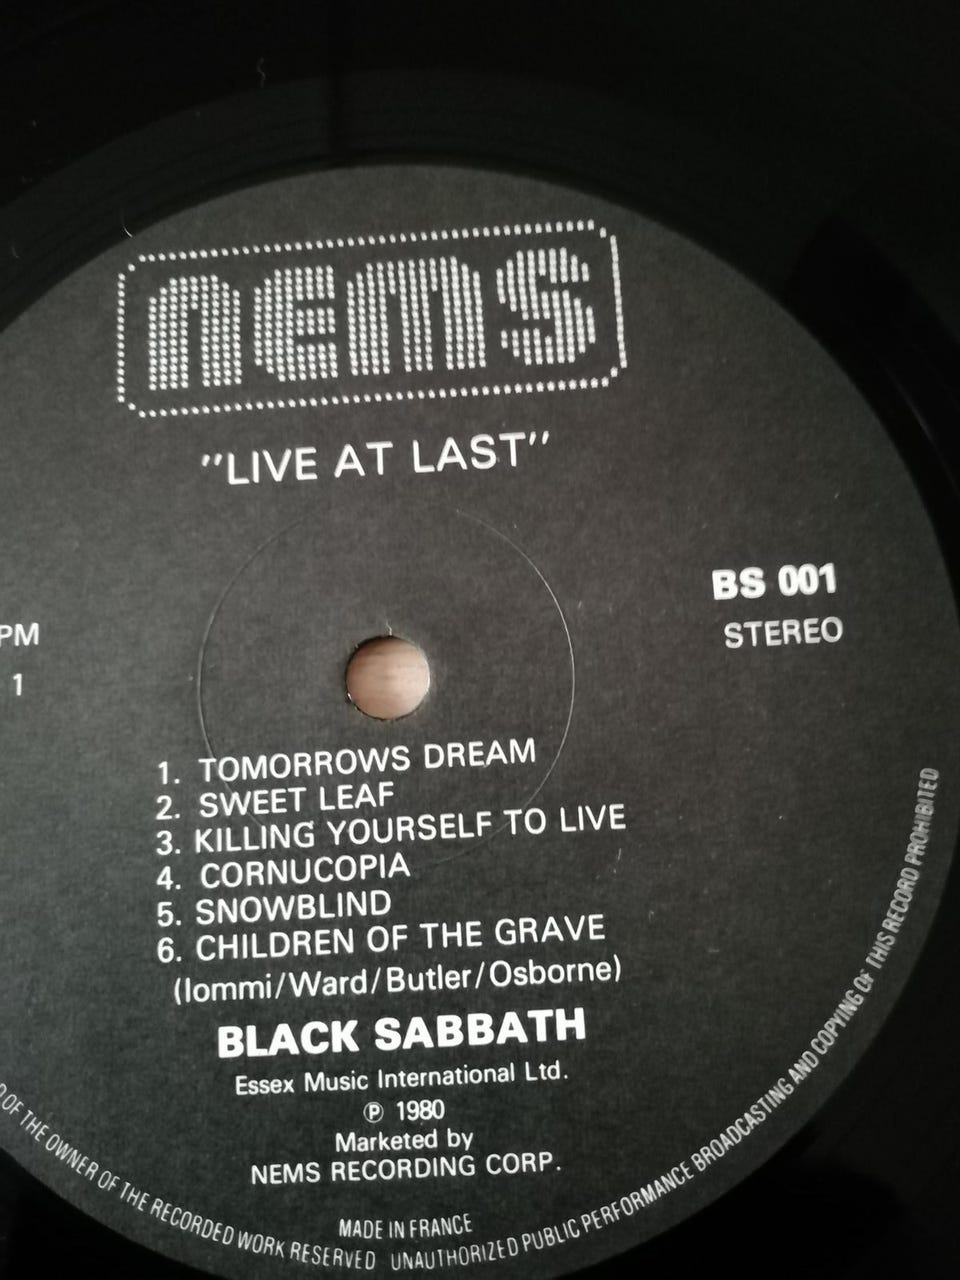 nems
"LIVE AT LAST"
BS 001
STEREO
PM
1
1. TOMORROWS DREAM
2. SWEET LEAF
3. KILLING YOURSELF TO LIVE
4. CORNUCOPIA
5. SNOWBLIND
6. CHILDREN OF THE GRAVE
(Iommi/Ward/Butler/Osborne)
BLACK SABBATH
Essex Music International Ltd.
℗ 1980
Marketed by
NEMS RECORDING CORP.
MADE IN FRANCE
OF THE OWNER OF THE RECORDED WORK RESERVED UNAUTHORIZED PUBLIC PERFORMANCE BROADCASTING AND COPYING OF THIS RECORD PROHIBITED